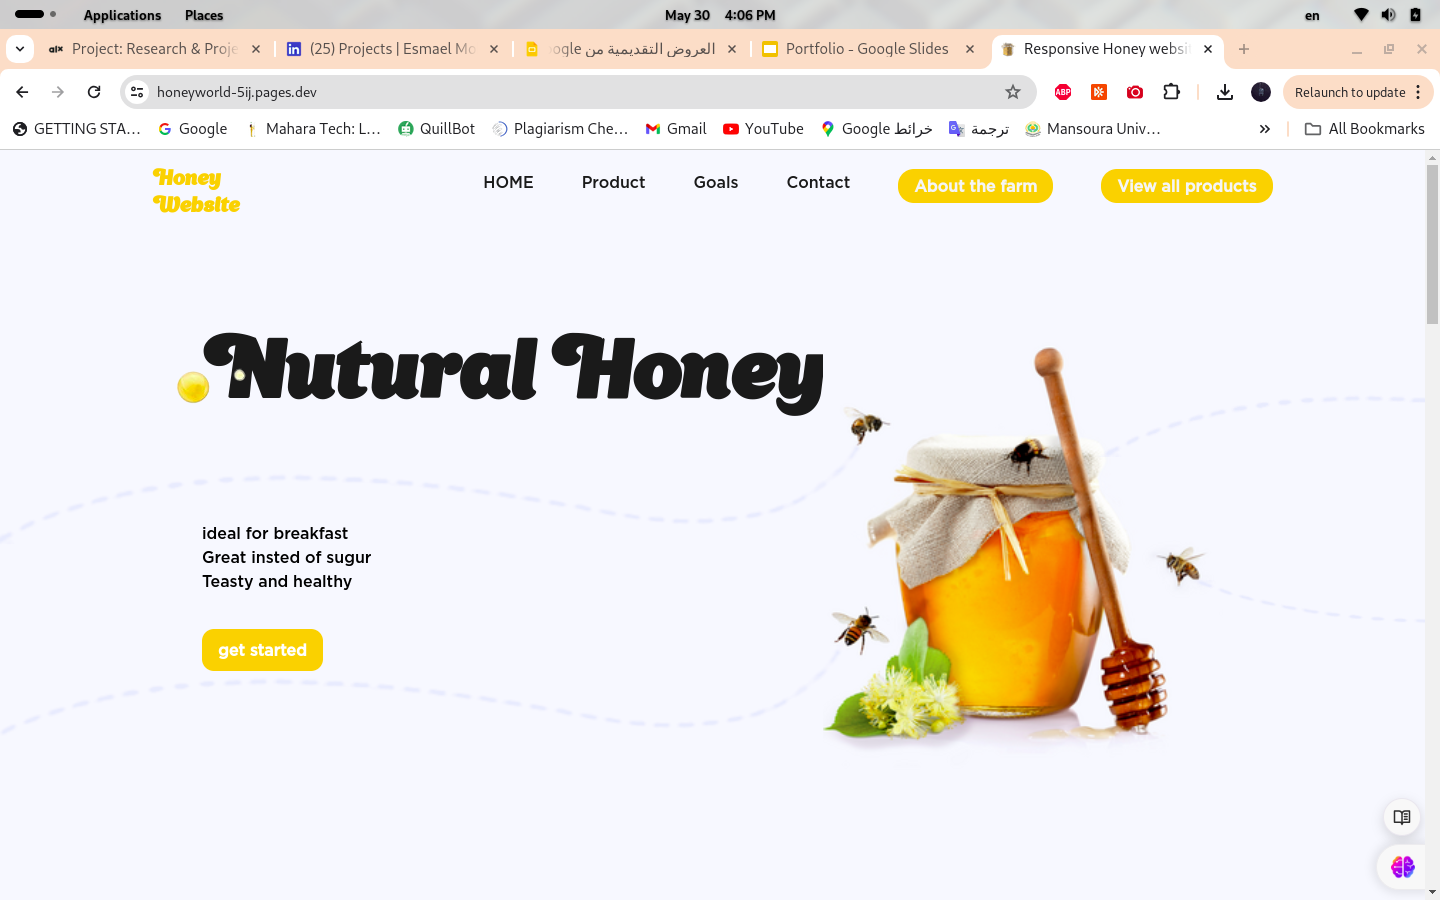 Applications Places May 30 4:06 PM en
Project: Research & Proje (25) Projects | Esmael Mo العروض التقديمية من Portfolio - Google Slides Responsive Honey websi
honeyworld-5ij.pages.dev ABP Relaunch to update
GETTING STA... Google Mahara Tech: L... QuillBot Plagiarism Che... Gmail YouTube خرائط Google ترجمة Mansoura Univ... » All Bookmarks
Honey
Website
HOME Product Goals Contact About the farm View all products
Nutural Honey
ideal for breakfast
Great insted of sugur
Teasty and healthy
get started